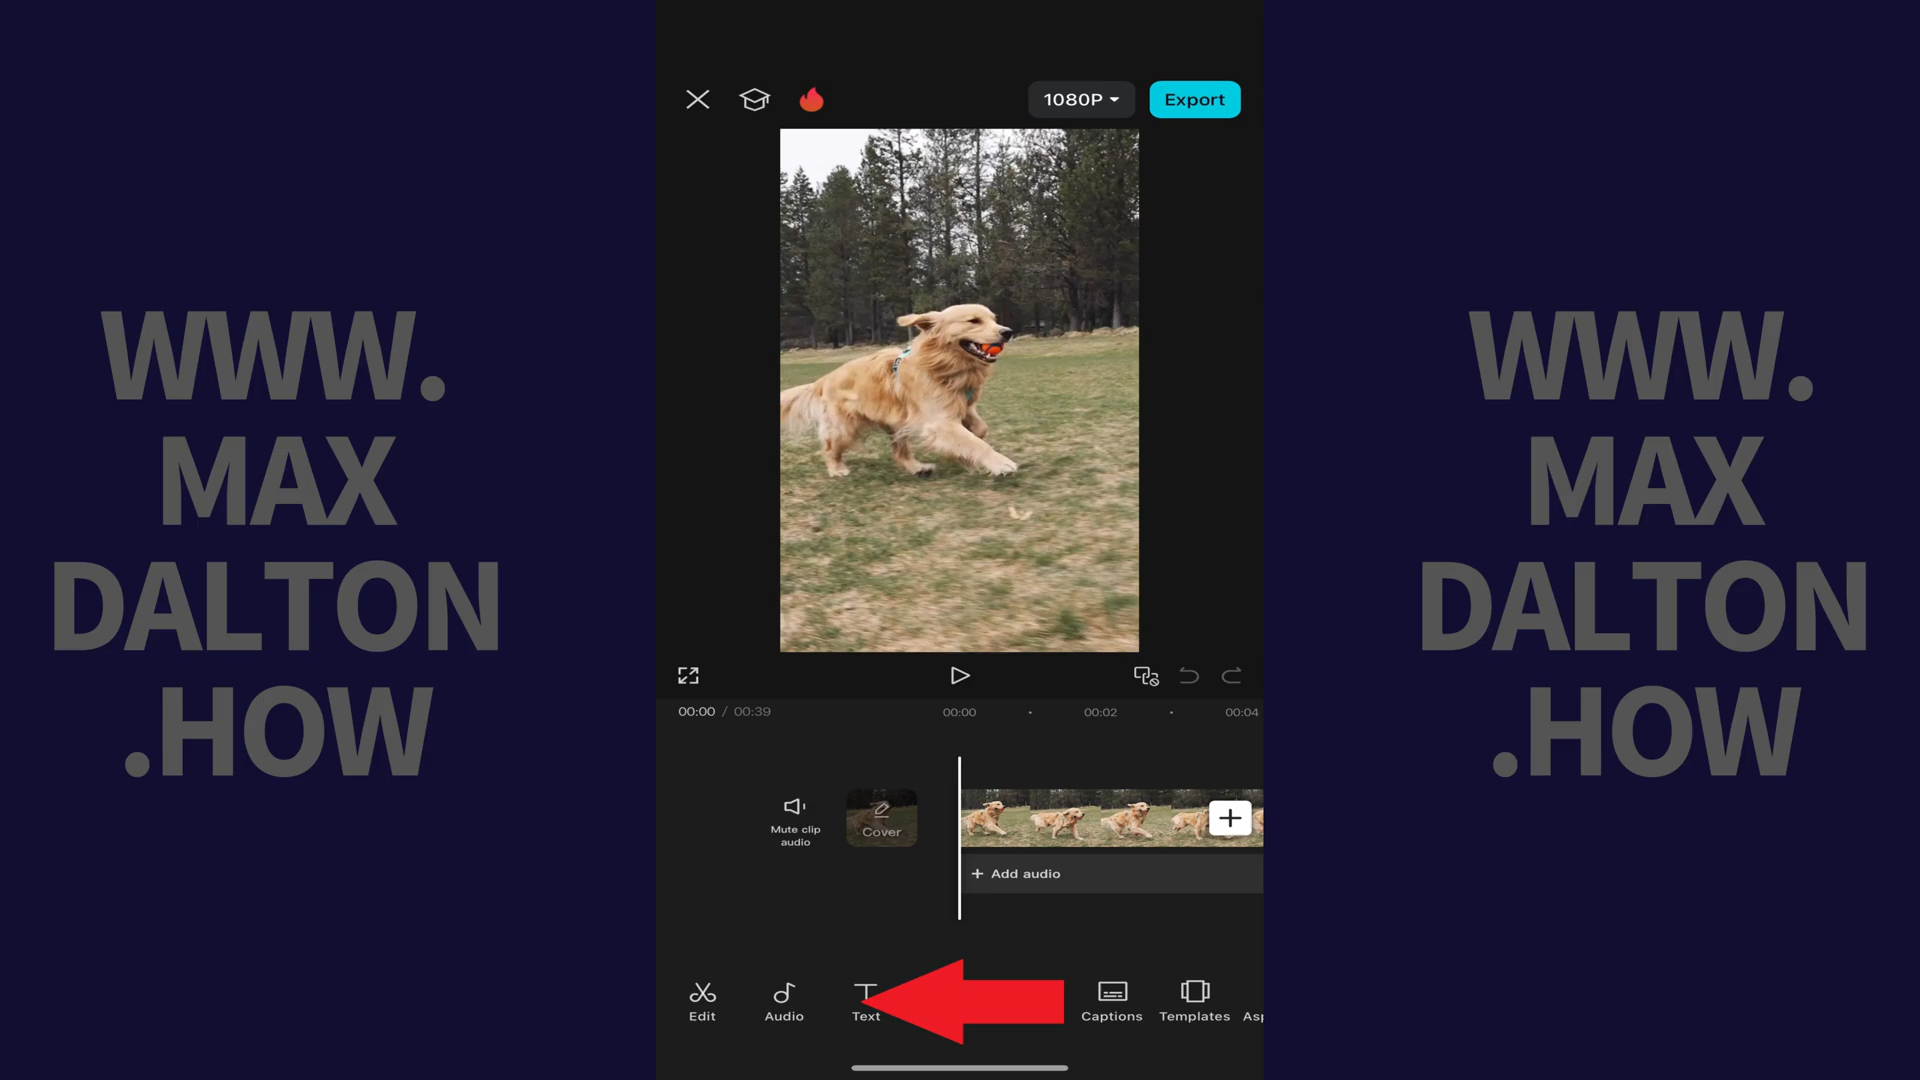 WWW.
MAX
DALTON
.HOW
1080P
Export
00:00 / 00:39
00:00
00:02
00:04
Mute clip
audio
Cover
+ Add audio
Edit
Audio
Text
Captions
Templates
Asp
WWW.
MAX
DALTON
.HOW